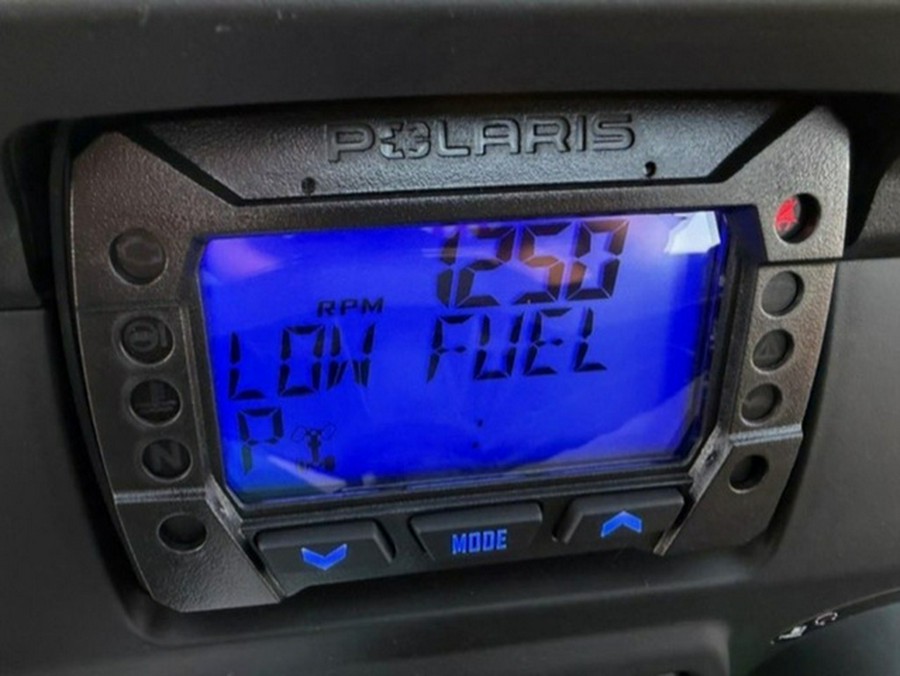 POLARIS
1250
RPM
LOW FUEL
P
N
MODE